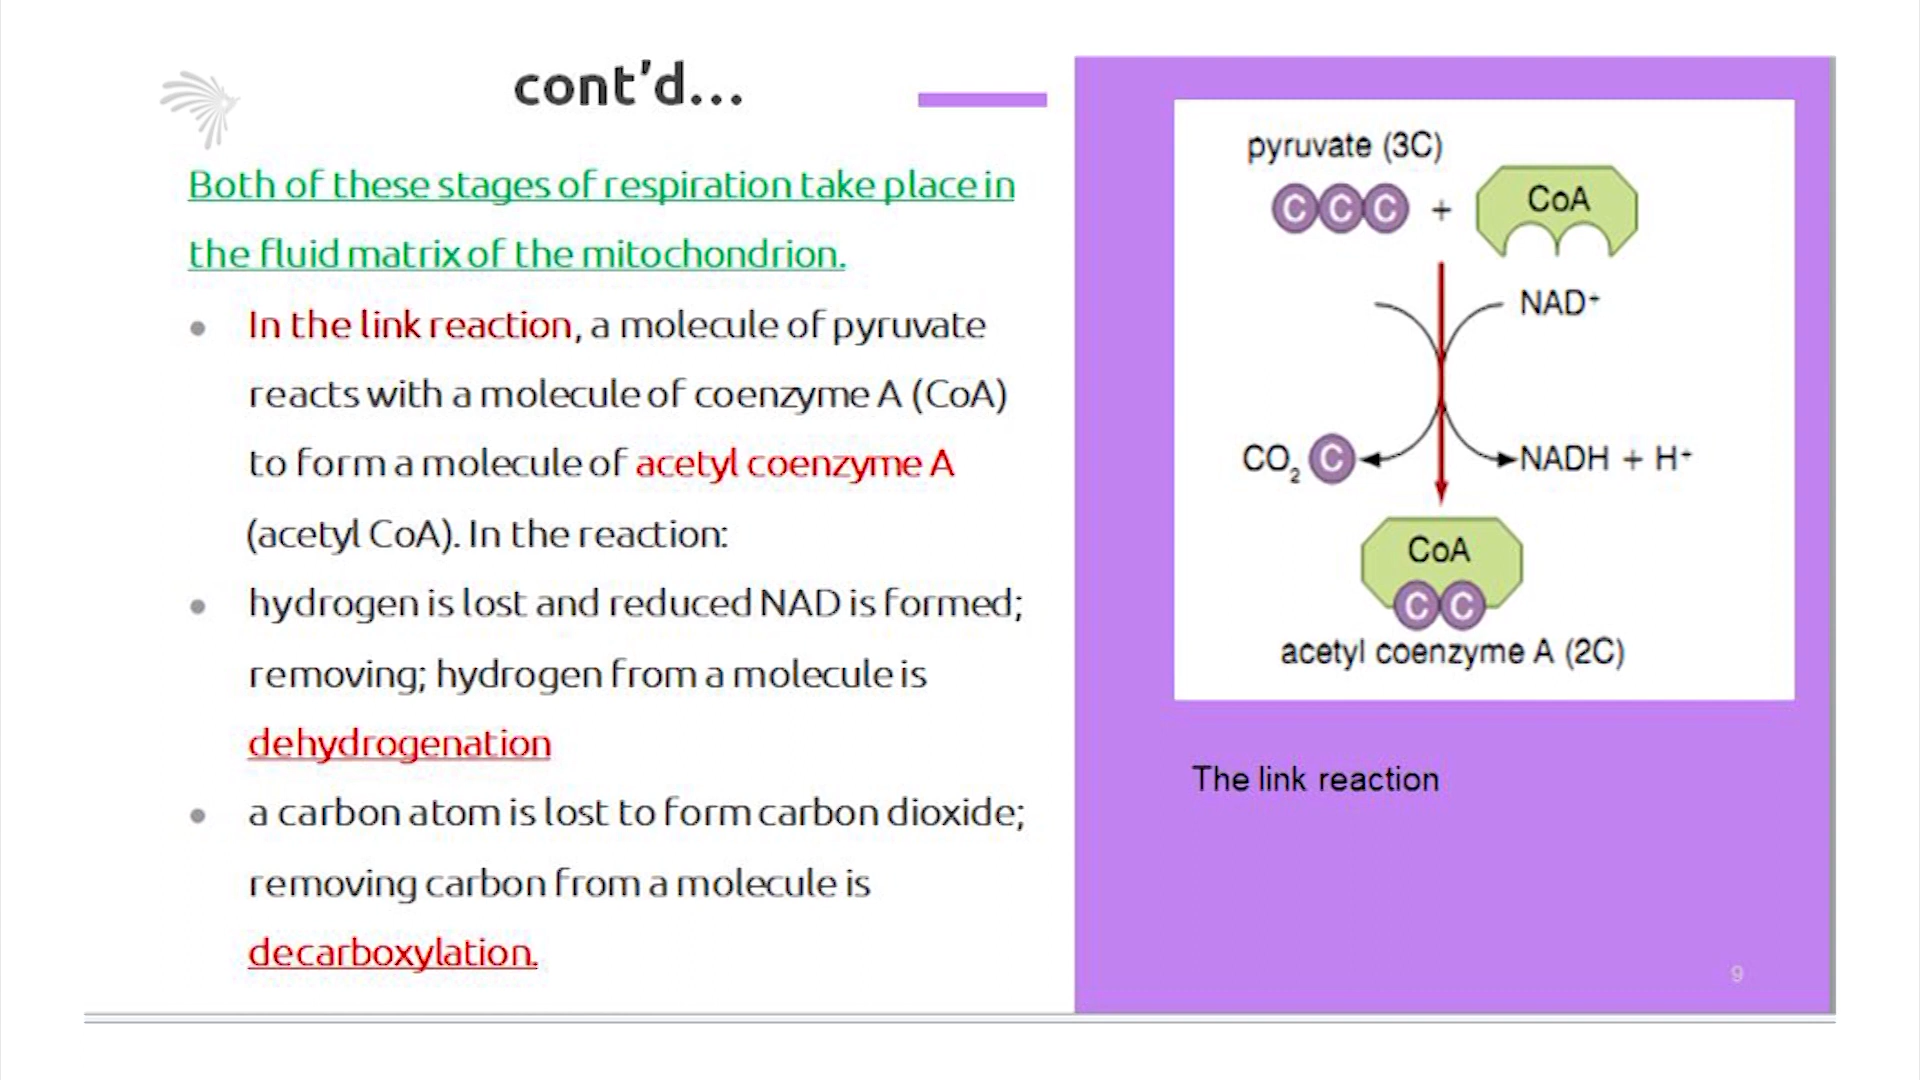 cont'd...
Both of these stages of respiration take place in
the fluid matrix of the mitochondrion.
In the link reaction, a molecule of pyruvate
reacts with a molecule of coenzyme A (CoA)
to form a molecule of acetyl coenzyme A
(acetyl CoA). In the reaction:
hydrogen is lost and reduced NAD is formed;
removing; hydrogen from a molecule is
dehydrogenation
a carbon atom is lost to form carbon dioxide;
removing carbon from a molecule is
decarboxylation.
pyruvate (3C)
C C C + CoA
NAD⁺
CO₂ C NADH + H⁺
CoA
C C
acetyl coenzyme A (2C)
The link reaction
9